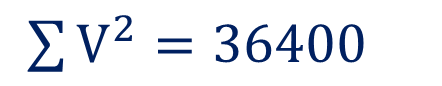 ∑ V² = 36400